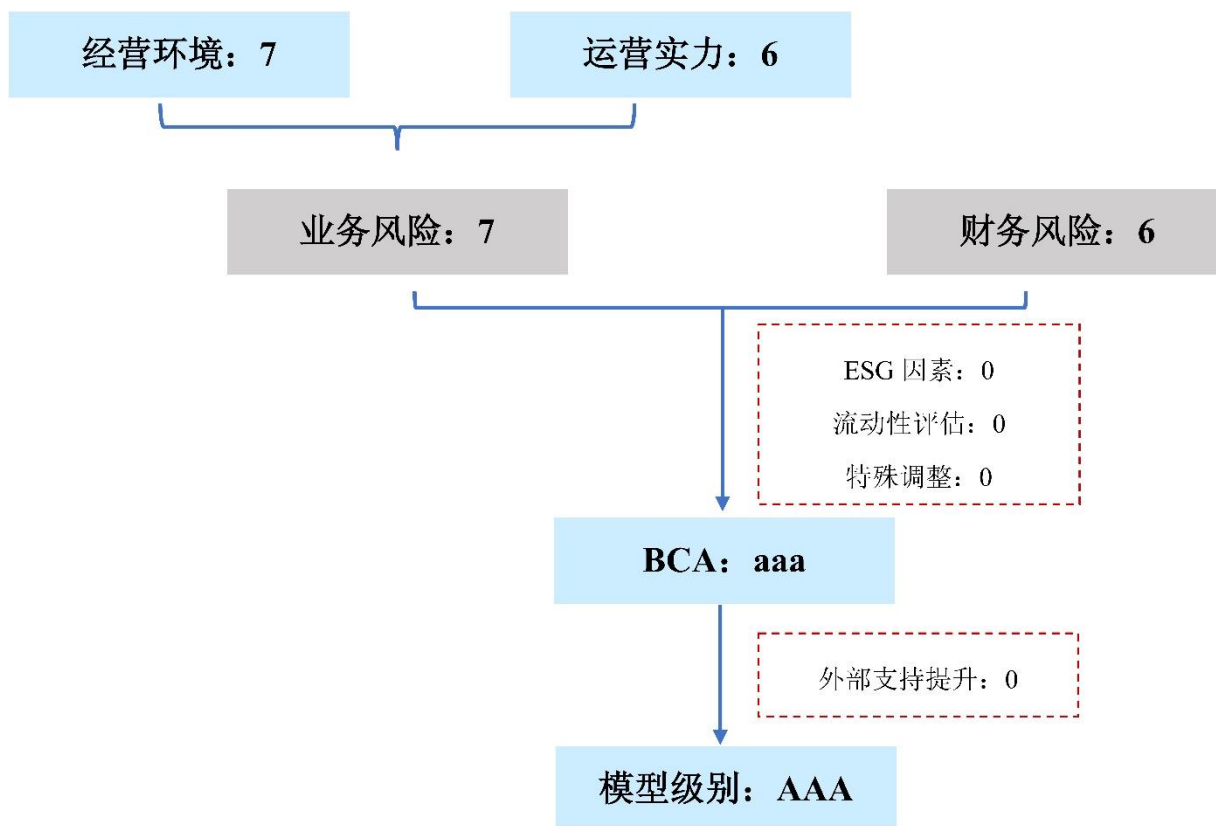 经营环境：7
运营实力：6
业务风险：7
财务风险：6
ESG 因素：0
流动性评估：0
特殊调整：0
BCA：aaa
外部支持提升：0
模型级别：AAA